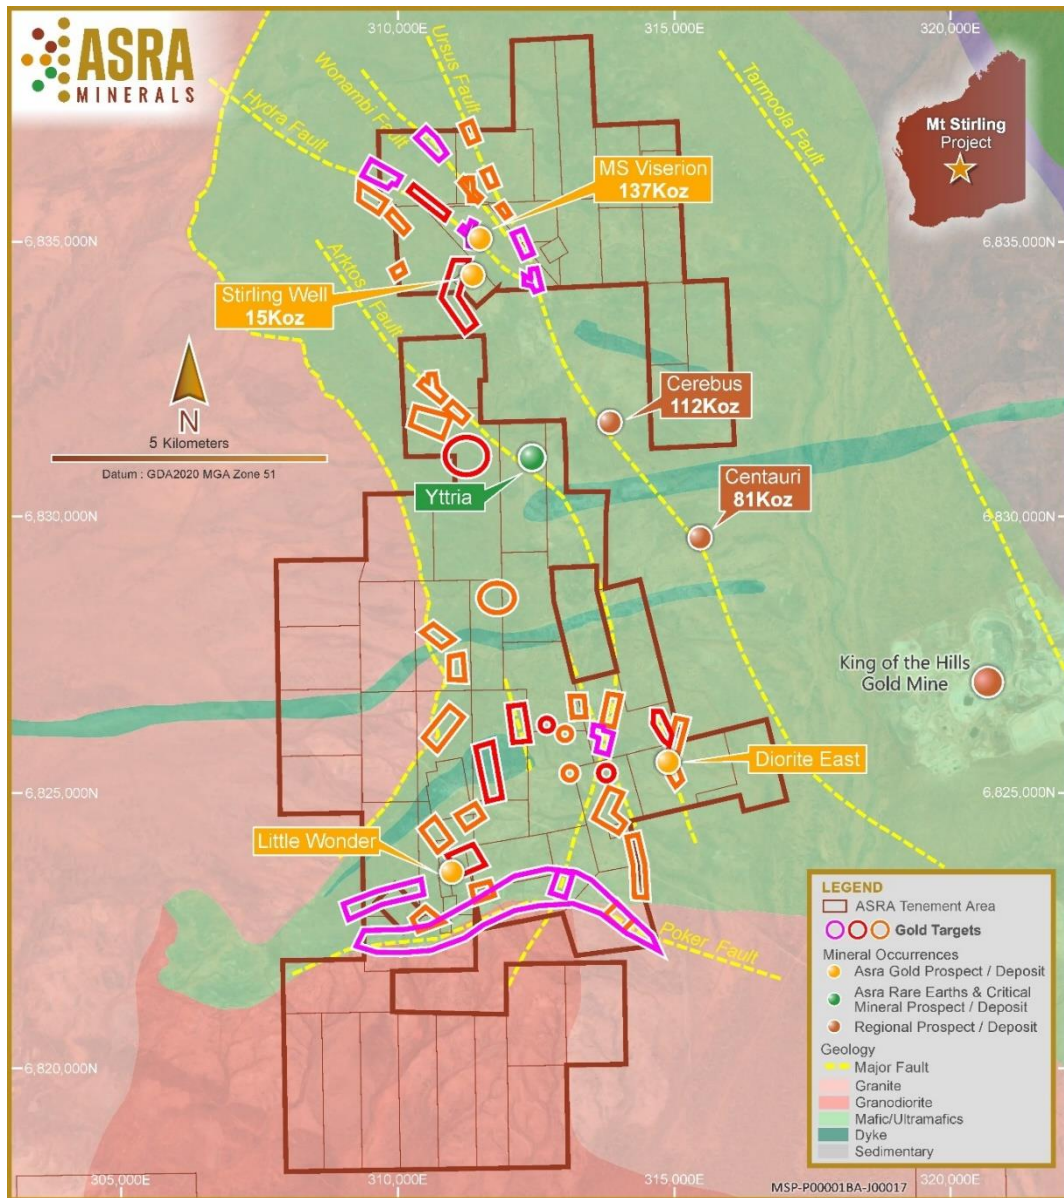 ASRA
MINERALS
310,000E
315,000E
320,000E
Ursus Fault
Wonambi Fault
Hydra Fault
Tarmoola Fault
Mt Stirling
Project
MS Viserion
137Koz
6,835,000N
6,835,000N
Arktos Fault
Stirling Well
15Koz
N
5 Kilometers
Datum : GDA2020 MGA Zone 51
Cerebus
112Koz
Yttria
Centauri
81Koz
6,830,000N
6,830,000N
King of the Hills
Gold Mine
Diorite East
6,825,000N
6,825,000N
Little Wonder
Poker Fault
LEGEND
ASRA Tenement Area
Gold Targets
Mineral Occurrences
Asra Gold Prospect / Deposit
Asra Rare Earths & Critical
Mineral Prospect / Deposit
Regional Prospect / Deposit
Geology
Major Fault
Granite
Granodiorite
Mafic/Ultramafics
Dyke
Sedimentary
6,820,000N
6,820,000N
305,000E
310,000E
315,000E
320,000E
MSP-P00001BA-J00017